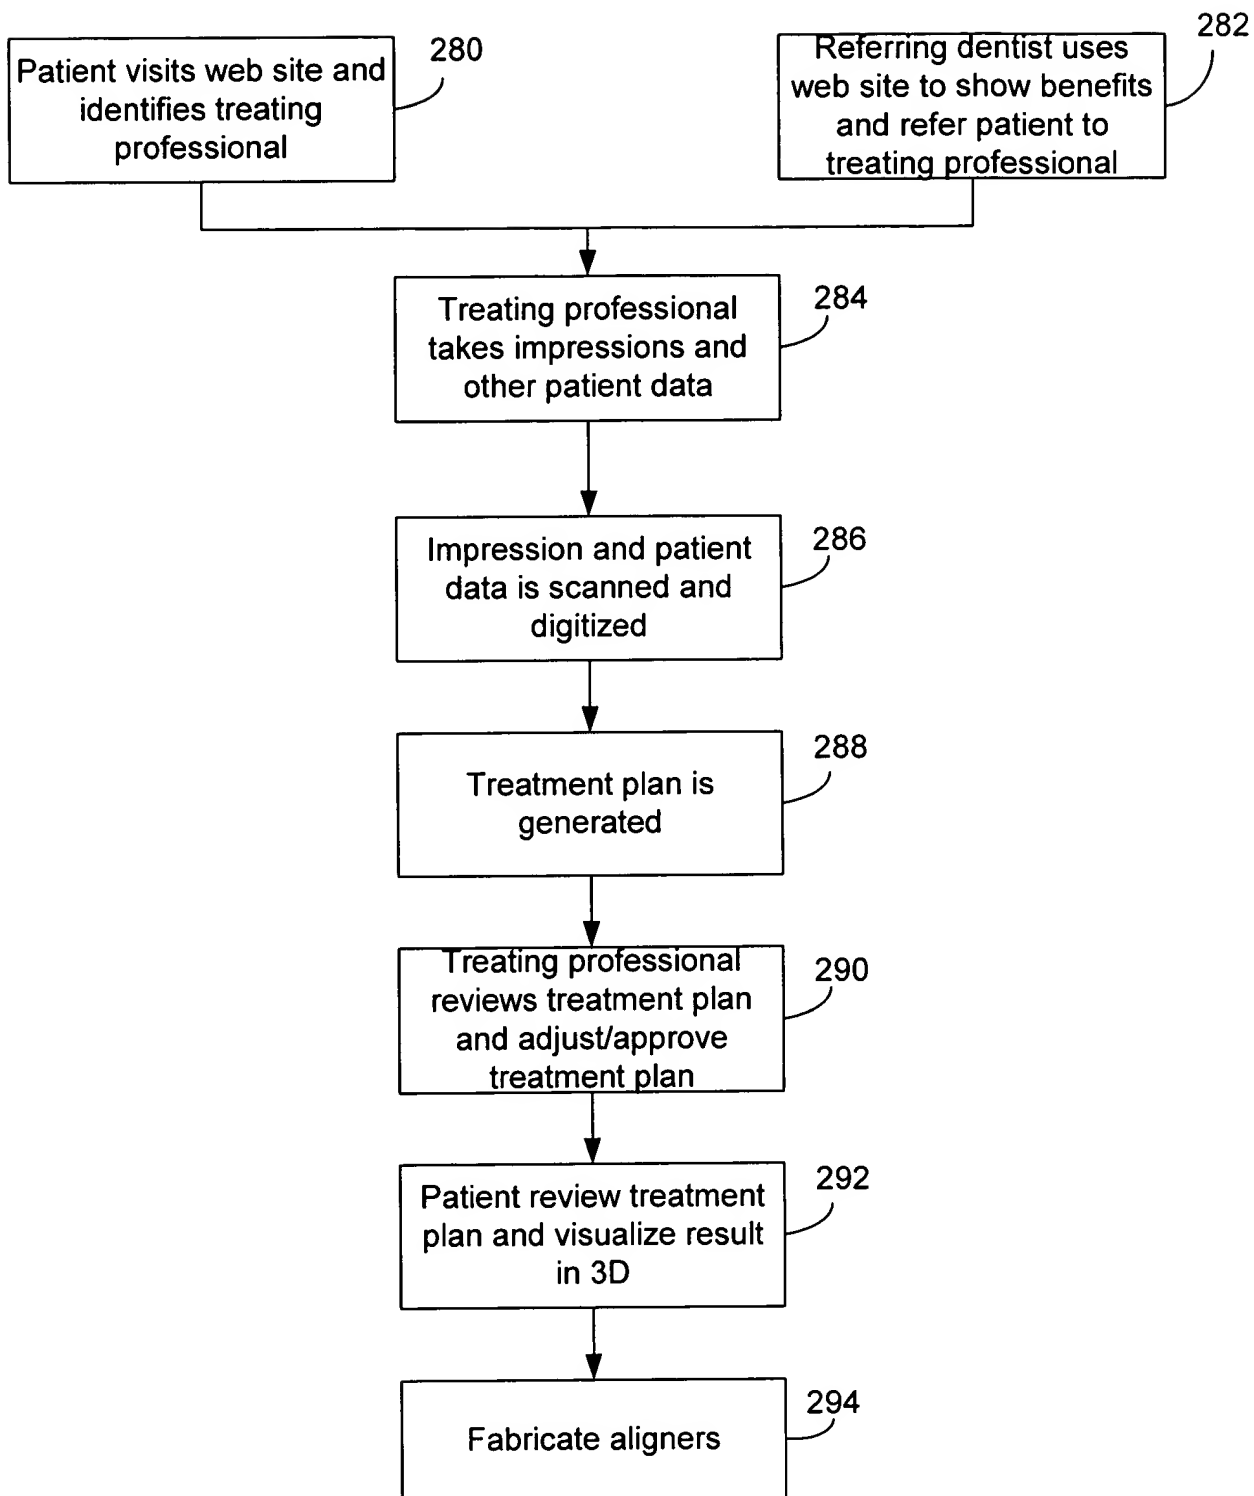 Patient visits web site and
identifies treating
professional
280
Referring dentist uses
web site to show benefits
and refer patient to
treating professional
282
Treating professional
takes impressions and
other patient data
284
Impression and patient
data is scanned and
digitized
286
Treatment plan is
generated
288
Treating professional
reviews treatment plan
and adjust/approve
treatment plan
290
Patient review treatment
plan and visualize result
in 3D
292
Fabricate aligners
294